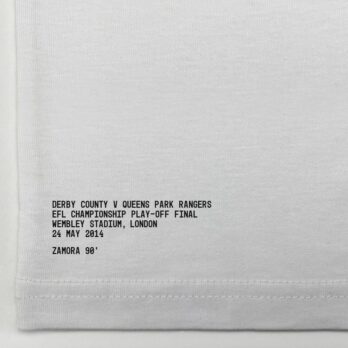 DERBY COUNTY V QUEENS PARK RANGERS
EFL CHAMPIONSHIP PLAY-OFF FINAL
WEMBLEY STADIUM, LONDON
24 MAY 2014
ZAMORA 90'